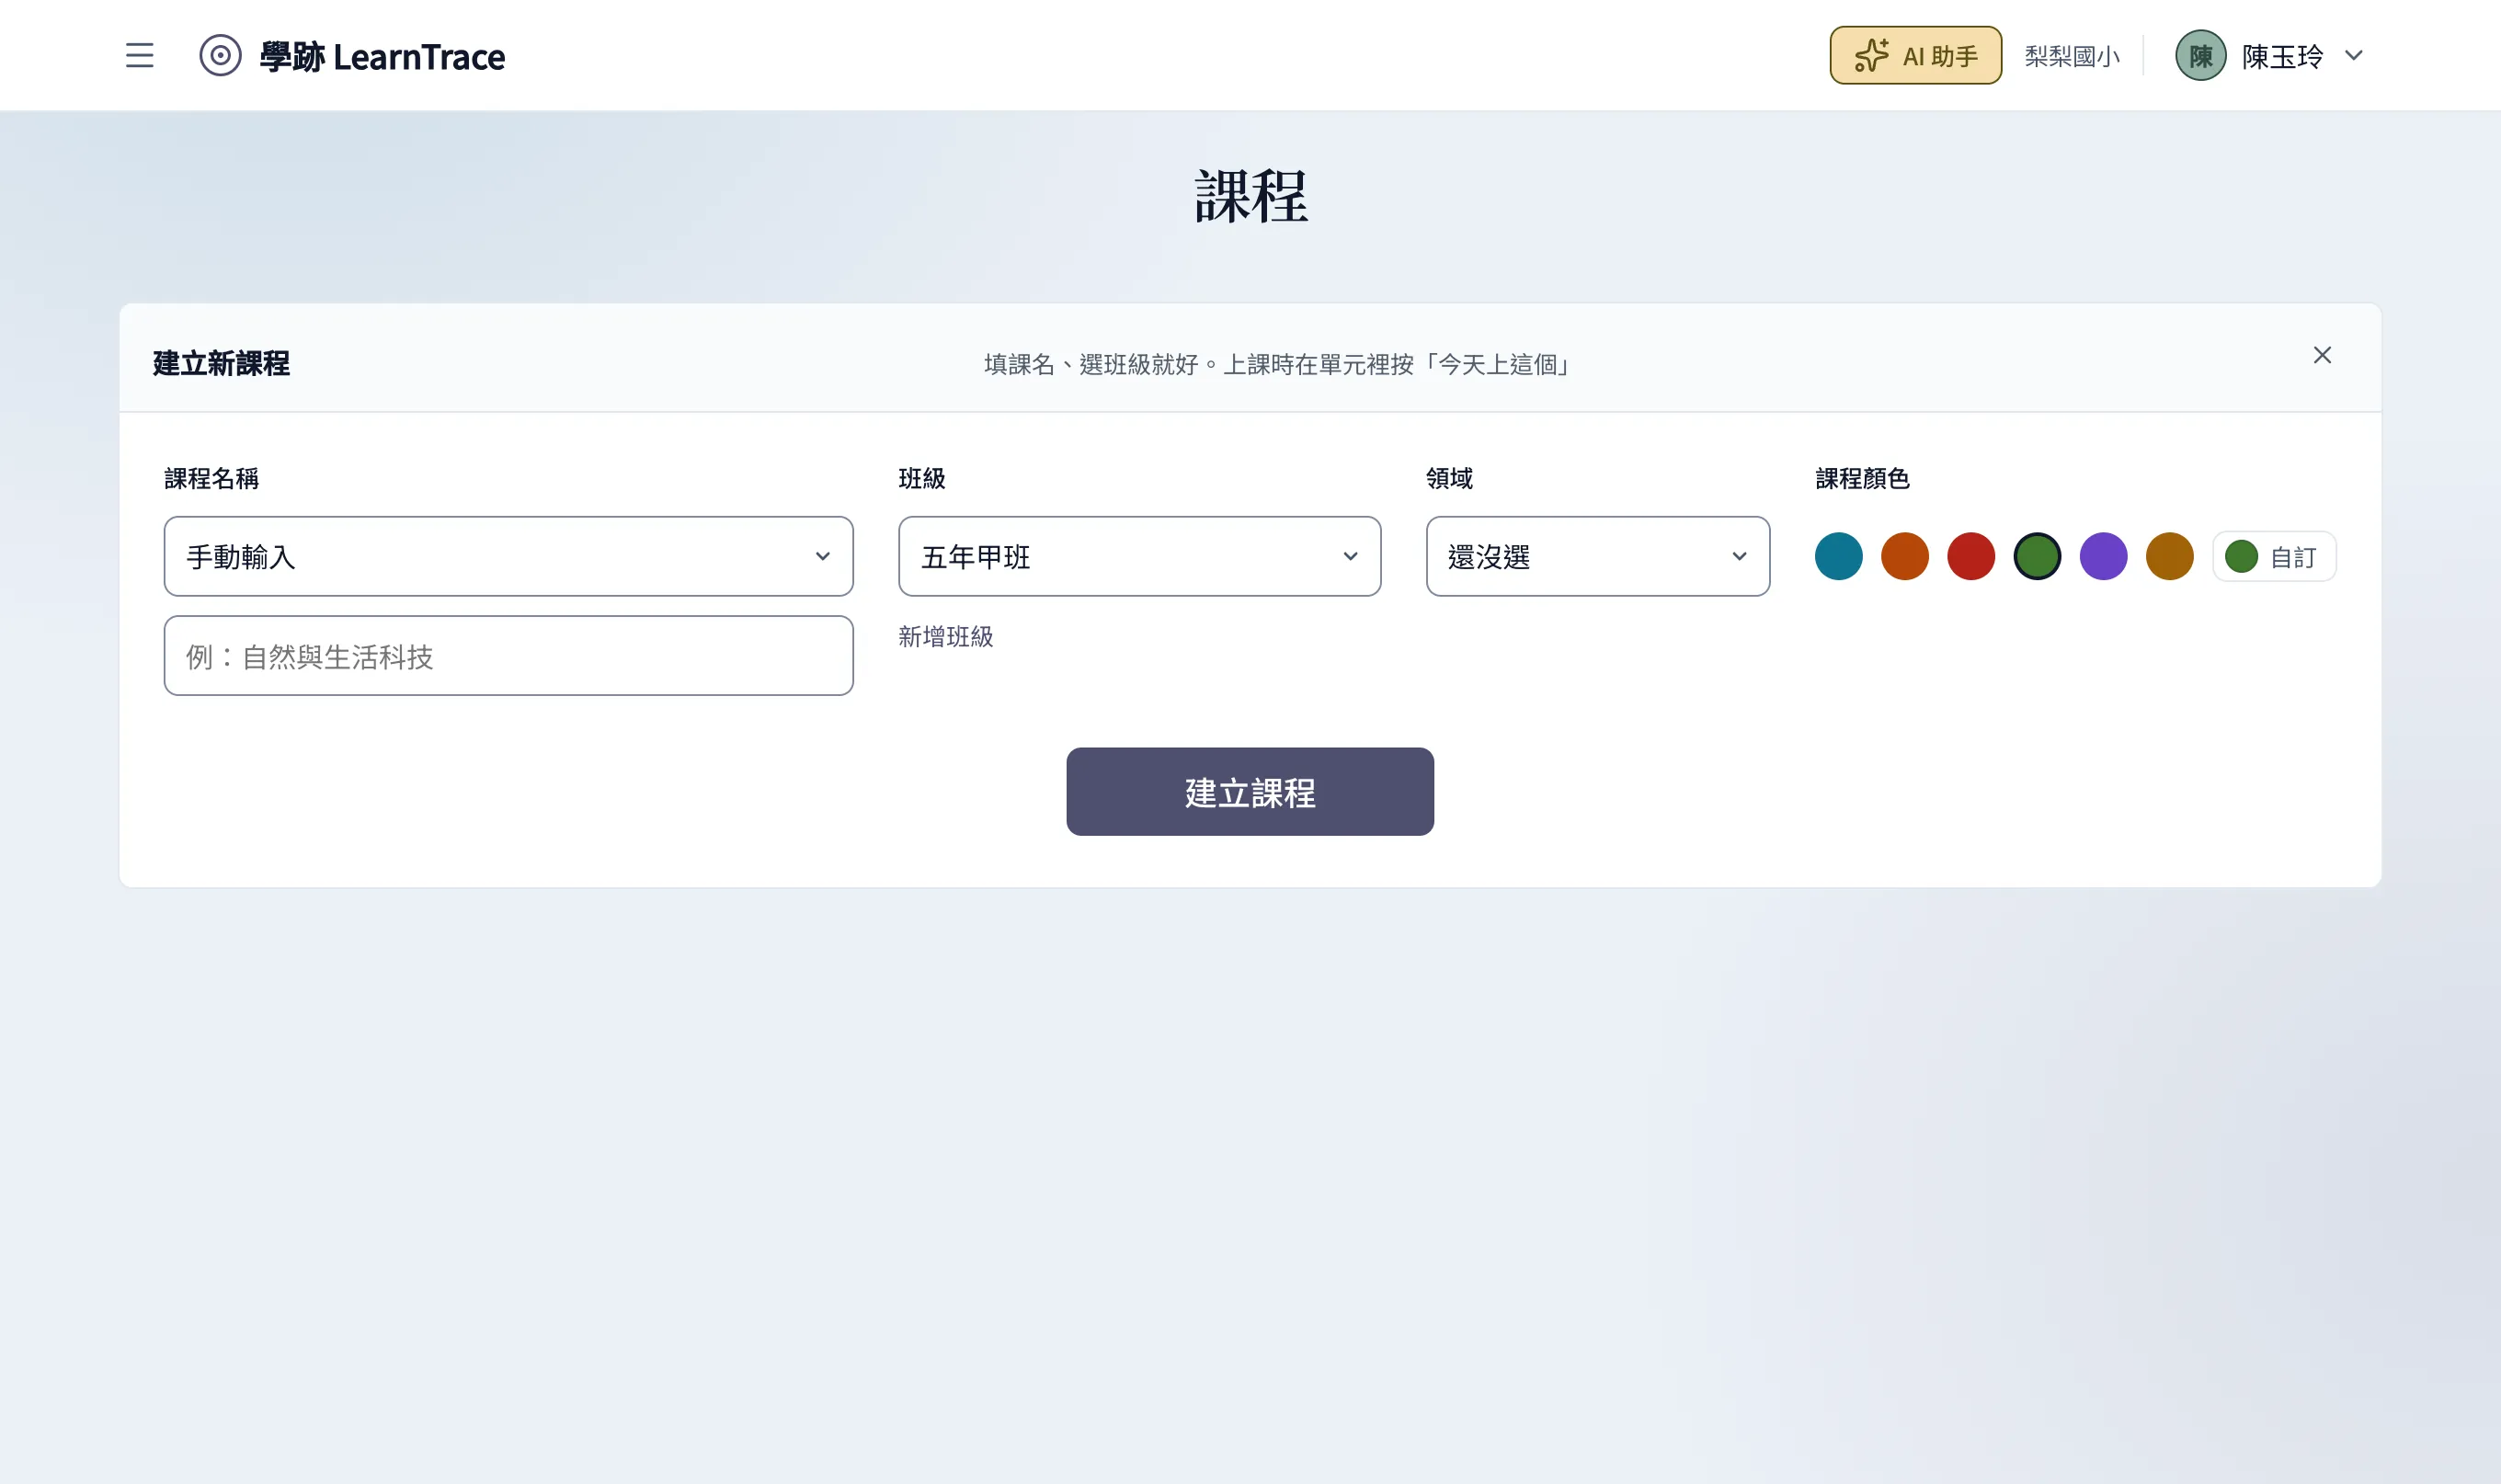 學跡 LearnTrace
AI 助手
梨梨國小
陳
陳玉玲
課程
建立新課程
填課名、選班級就好。上課時在單元裡按「今天上這個」
課程名稱
班級
領域
課程顏色
手動輸入
五年甲班
還沒選
自訂
例：自然與生活科技
新增班級
建立課程